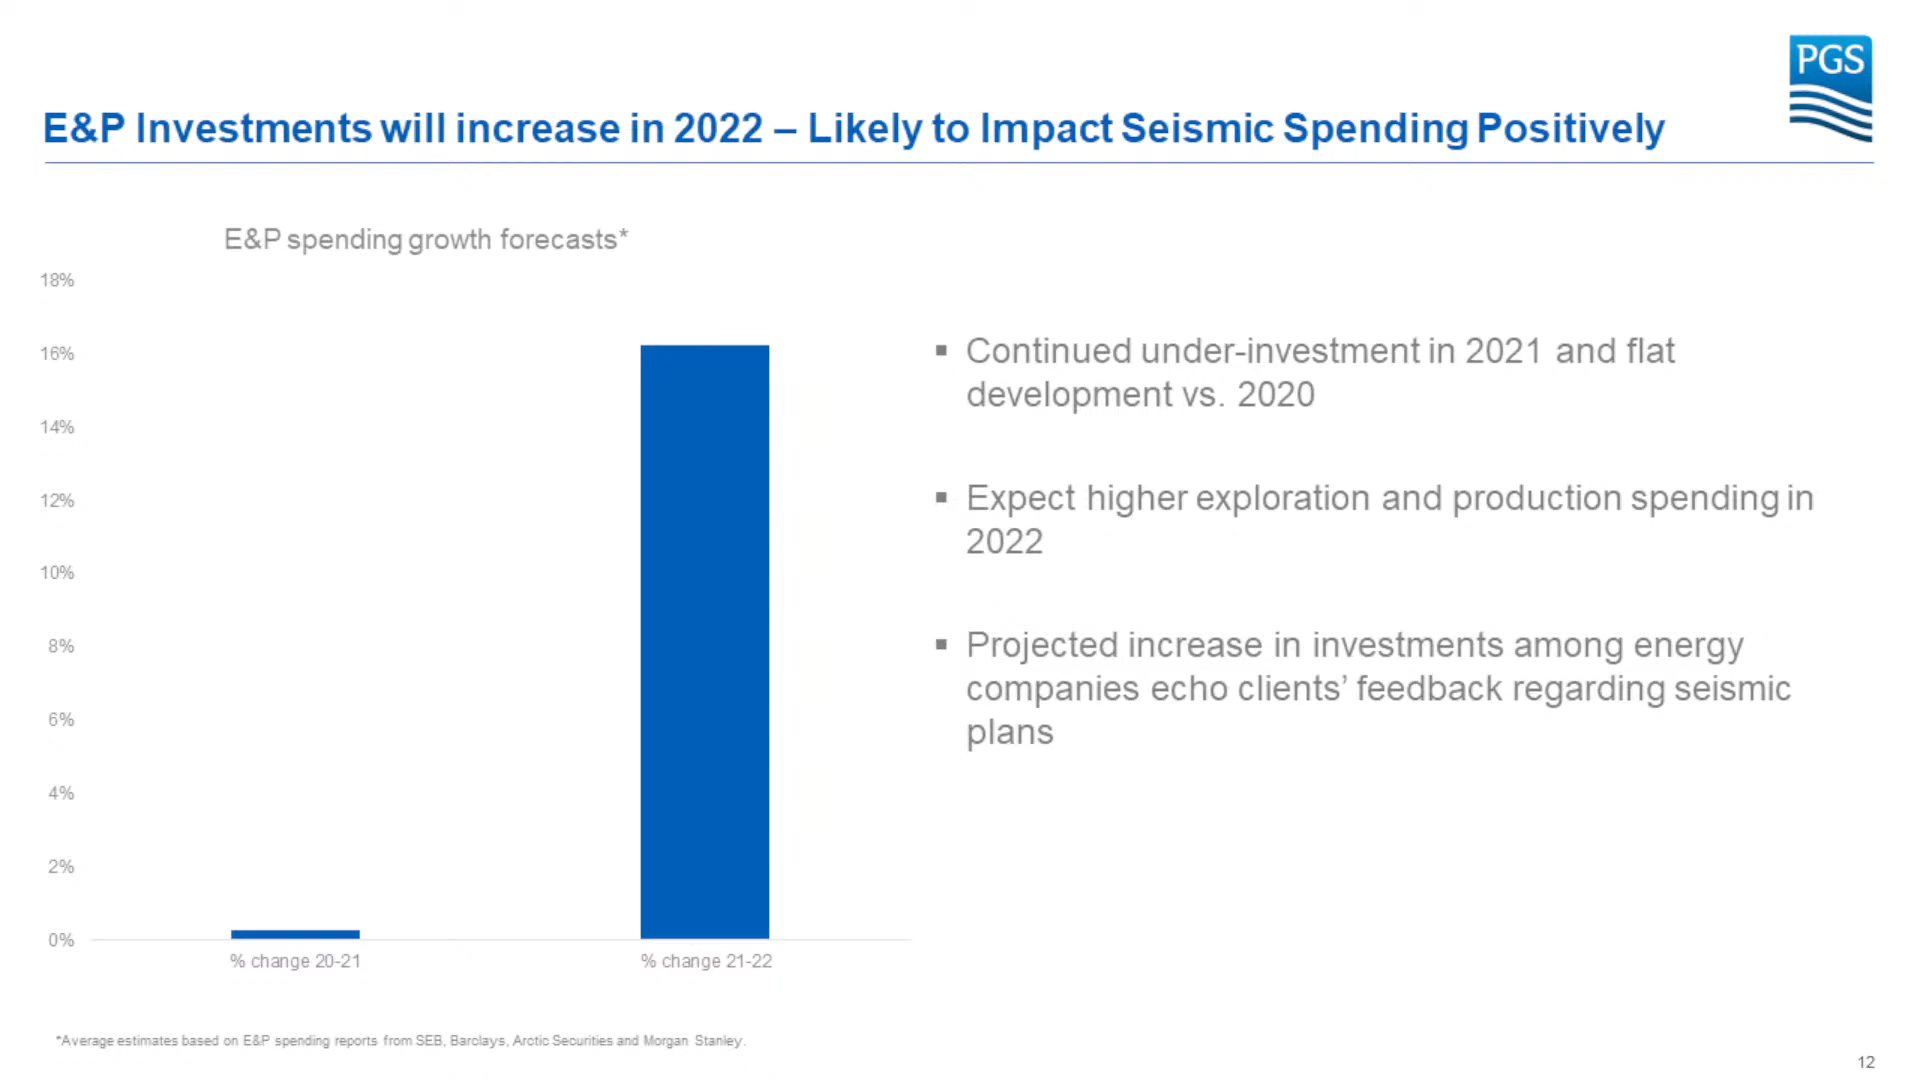 PGS
E&P Investments will increase in 2022 – Likely to Impact Seismic Spending Positively
E&P spending growth forecasts*
18%
16%
14%
12%
10%
8%
6%
4%
2%
0%
% change 20-21
% change 21-22
▪ Continued under-investment in 2021 and flat
development vs. 2020
▪ Expect higher exploration and production spending in
2022
▪ Projected increase in investments among energy
companies echo clients’ feedback regarding seismic
plans
*Average estimates based on E&P spending reports from SEB, Barclays, Arctic Securities and Morgan Stanley.
12